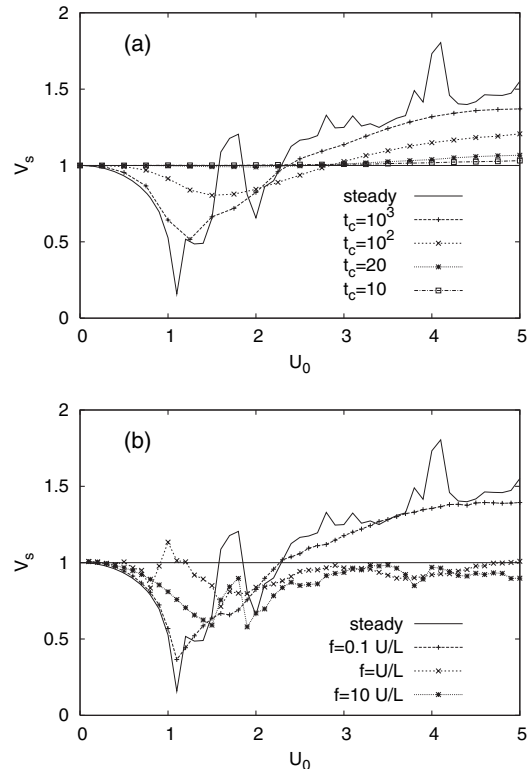 (a)
2
1.5
1
0.5
0
V_s
steady
t_c=10^3
t_c=10^2
t_c=20
t_c=10
0 1 2 3 4 5
U_0
(b)
2
1.5
1
0.5
0
V_s
steady
f=0.1 U/L
f=U/L
f=10 U/L
0 1 2 3 4 5
U_0